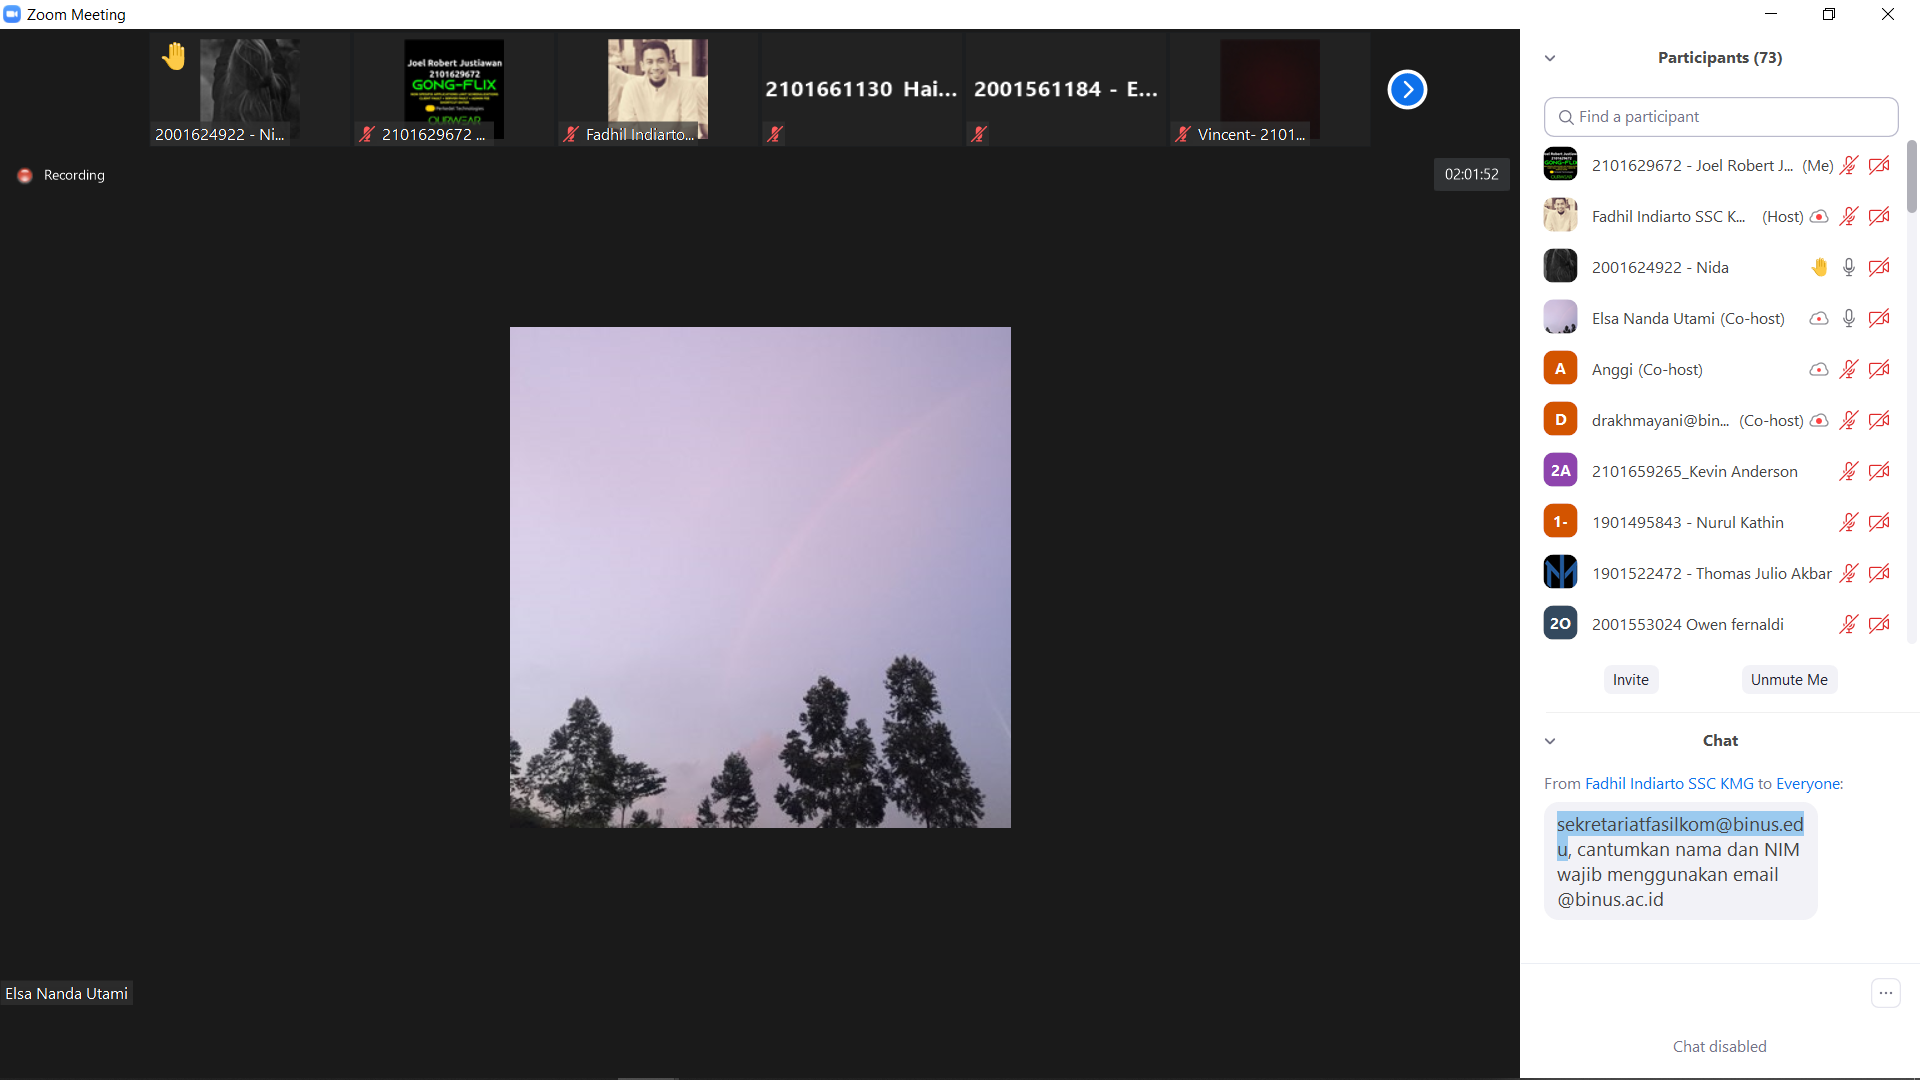 Zoom Meeting
2001624922 - Ni...
Joel Robert Justiawan
2101629672
GONG-FLIX
OURWEAR
2101629672 ...
Fadhil Indiarto...
2101661130 Hai...
2001561184 - E...
Vincent- 2101...
Recording
02:01:52
Elsa Nanda Utami
Participants (73)
Find a participant
2101629672 - Joel Robert J... (Me)
Fadhil Indiarto SSC K... (Host)
2001624922 - Nida
Elsa Nanda Utami (Co-host)
A
Anggi (Co-host)
D
drakhmayani@bin... (Co-host)
2A
2101659265_Kevin Anderson
1-
1901495843 - Nurul Kathin
1901522472 - Thomas Julio Akbar
2O
2001553024 Owen fernaldi
Invite
Unmute Me
Chat
From Fadhil Indiarto SSC KMG to Everyone:
sekretariatfasilkom@binus.ed
u, cantumkan nama dan NIM
wajib menggunakan email
@binus.ac.id
...
Chat disabled